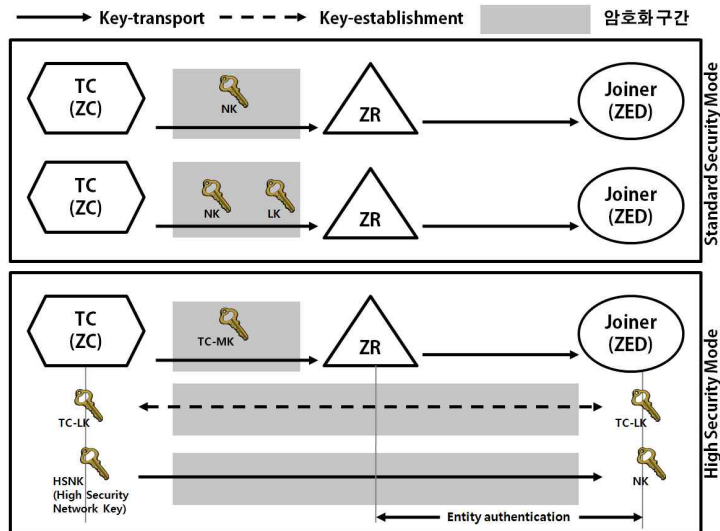 Key-transport
Key-establishment
암호화구간
TC
(ZC)
NK
ZR
Joiner
(ZED)
TC
(ZC)
NK
LK
ZR
Joiner
(ZED)
Standard Security Mode
TC
(ZC)
TC-MK
ZR
Joiner
(ZED)
TC-LK
TC-LK
HSNK
(High Security
Network Key)
NK
Entity authentication
High Security Mode